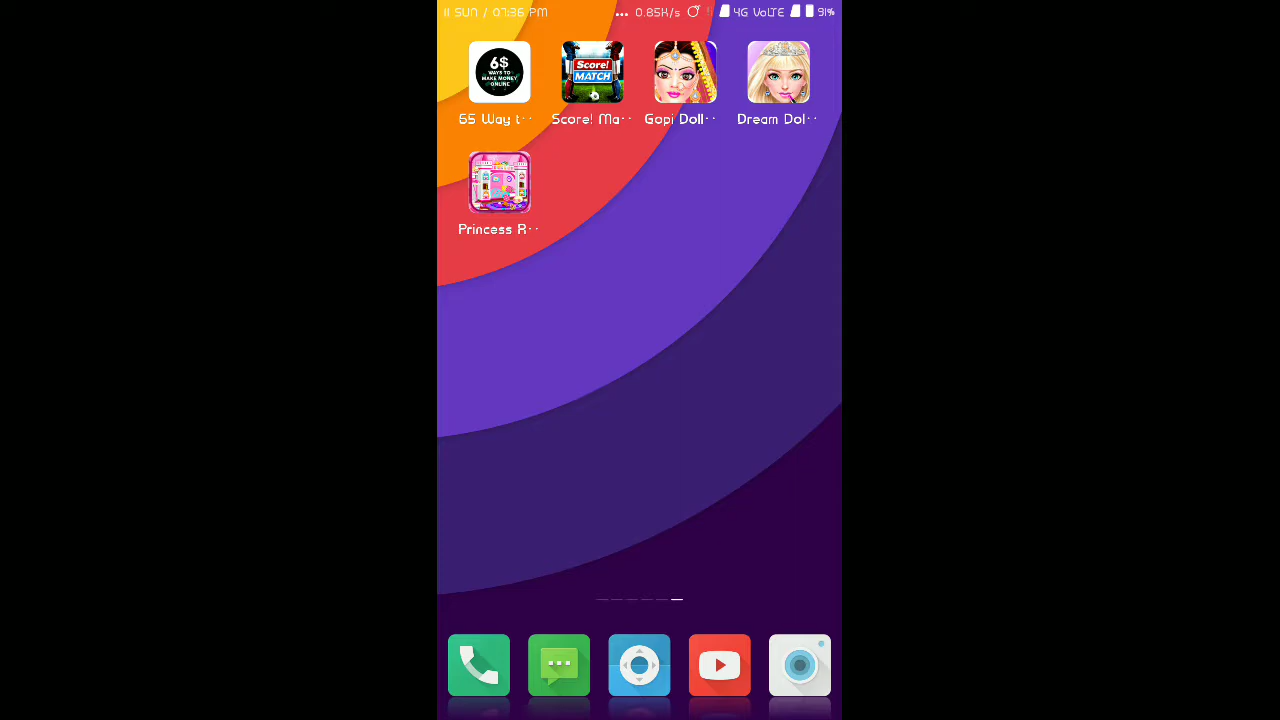 11 SUN / 07:36 PM ... 0.85K/s 4G VoLTE 91%
6$
WAYS TO
MAKE MONEY
ONLINE
Score!
MATCH
65 Way t·· Score! Ma·· Gopi Doll·· Dream Dol··
Princess R··